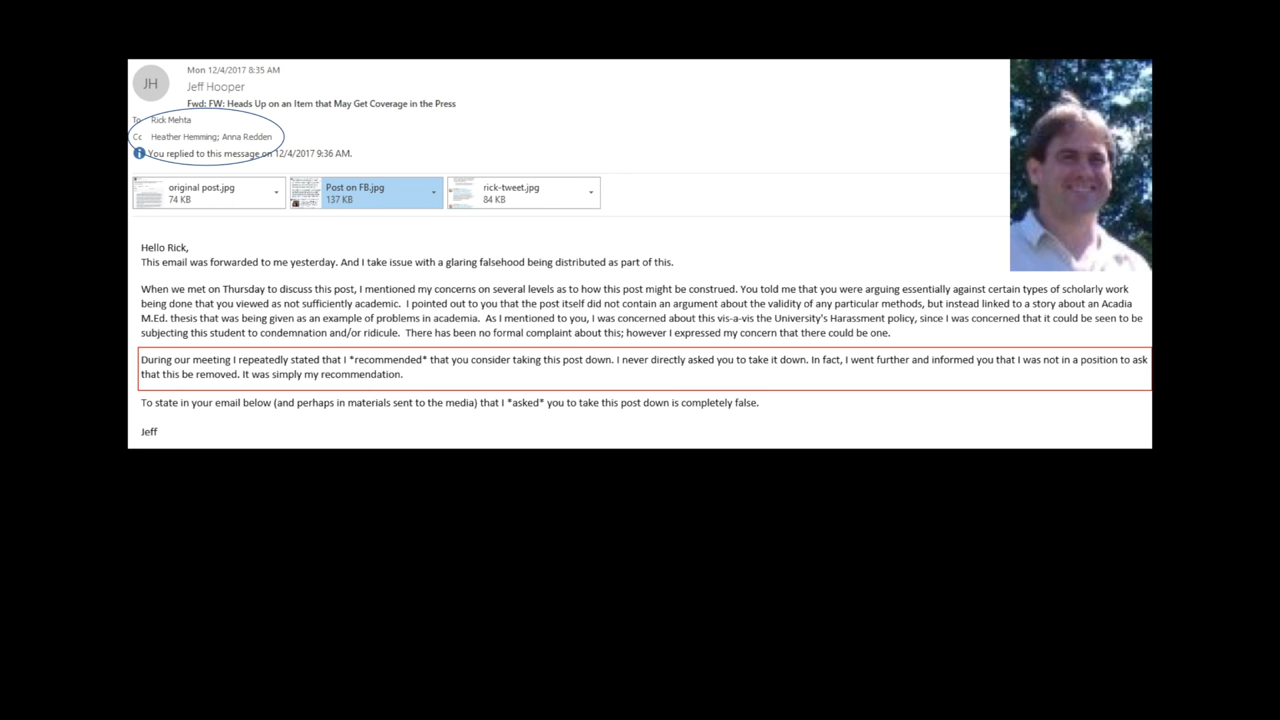 Mon 12/4/2017 8:35 AM
JH
Jeff Hooper
Fwd: FW: Heads Up on an Item that May Get Coverage in the Press
To Rick Mehta
Cc Heather Hemming; Anna Redden
You replied to this message on 12/4/2017 9:36 AM.
original post.jpg
74 KB
Post on FB.jpg
137 KB
rick-tweet.jpg
84 KB
Hello Rick,
This email was forwarded to me yesterday. And I take issue with a glaring falsehood being distributed as part of this.
When we met on Thursday to discuss this post, I mentioned my concerns on several levels as to how this post might be construed. You told me that you were arguing essentially against certain types of scholarly work
being done that you viewed as not sufficiently academic. I pointed out to you that the post itself did not contain an argument about the validity of any particular methods, but instead linked to a story about an Acadia
M.Ed. thesis that was being given as an example of problems in academia. As I mentioned to you, I was concerned about this vis-a-vis the University's Harassment policy, since I was concerned that it could be seen to be
subjecting this student to condemnation and/or ridicule. There has been no formal complaint about this; however I expressed my concern that there could be one.
During our meeting I repeatedly stated that I *recommended* that you consider taking this post down. I never directly asked you to take it down. In fact, I went further and informed you that I was not in a position to ask
that this be removed. It was simply my recommendation.
To state in your email below (and perhaps in materials sent to the media) that I *asked* you to take this post down is completely false.
Jeff